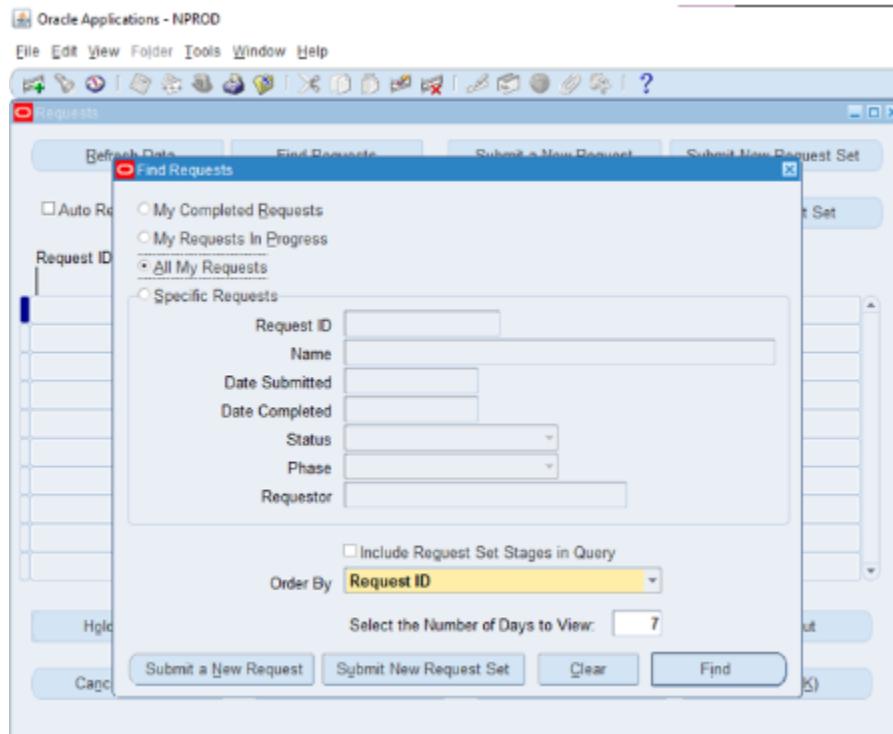 Oracle Applications - NPROD
File Edit View Folder Tools Window Help
Requests
Refresh Data Find Requests Submit a New Request Submit New Request Set
Find Requests
Auto Re
My Completed Requests
t Set
My Requests In Progress
Request ID
All My Requests
Specific Requests
Request ID
Name
Date Submitted
Date Completed
Status
Phase
Requestor
Include Request Set Stages in Query
Order By Request ID
Hold
Select the Number of Days to View: 7
ut
Submit a New Request Submit New Request Set Clear Find
Canc
K)